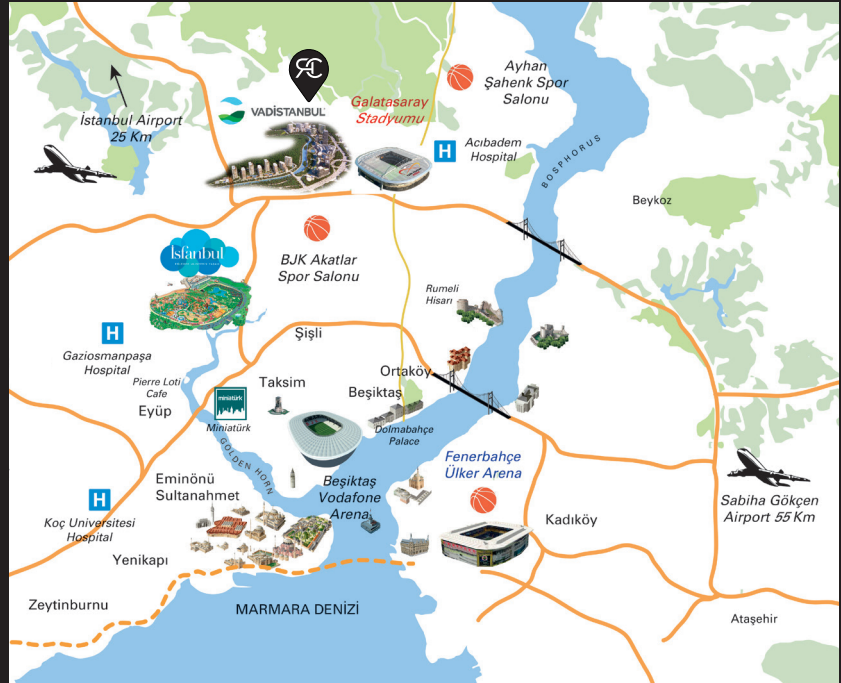 İstanbul Airport
25 Km
VADİSTANBUL
RC
Galatasaray
Stadyumu
Ayhan
Şahenk Spor
Salonu
H
Acıbadem
Hospital
BOSPHORUS
Beykoz
isfanbul
BJK Akatlar
Spor Salonu
Rumeli
Hisarı
H
Gaziosmanpaşa
Hospital
Şişli
Pierre Loti
Cafe
Eyüp
miniatürk
Miniatürk
Taksim
Ortaköy
Beşiktaş
Dolmabahçe
Palace
GOLDEN HORN
Fenerbahçe
Ülker Arena
Sabiha Gökçen
Airport 55 Km
H
Koç Universitesi
Hospital
Eminönü
Sultanahmet
Beşiktaş
Vodafone
Arena
Kadıköy
Yenikapı
Zeytinburnu
MARMARA DENİZİ
Ataşehir